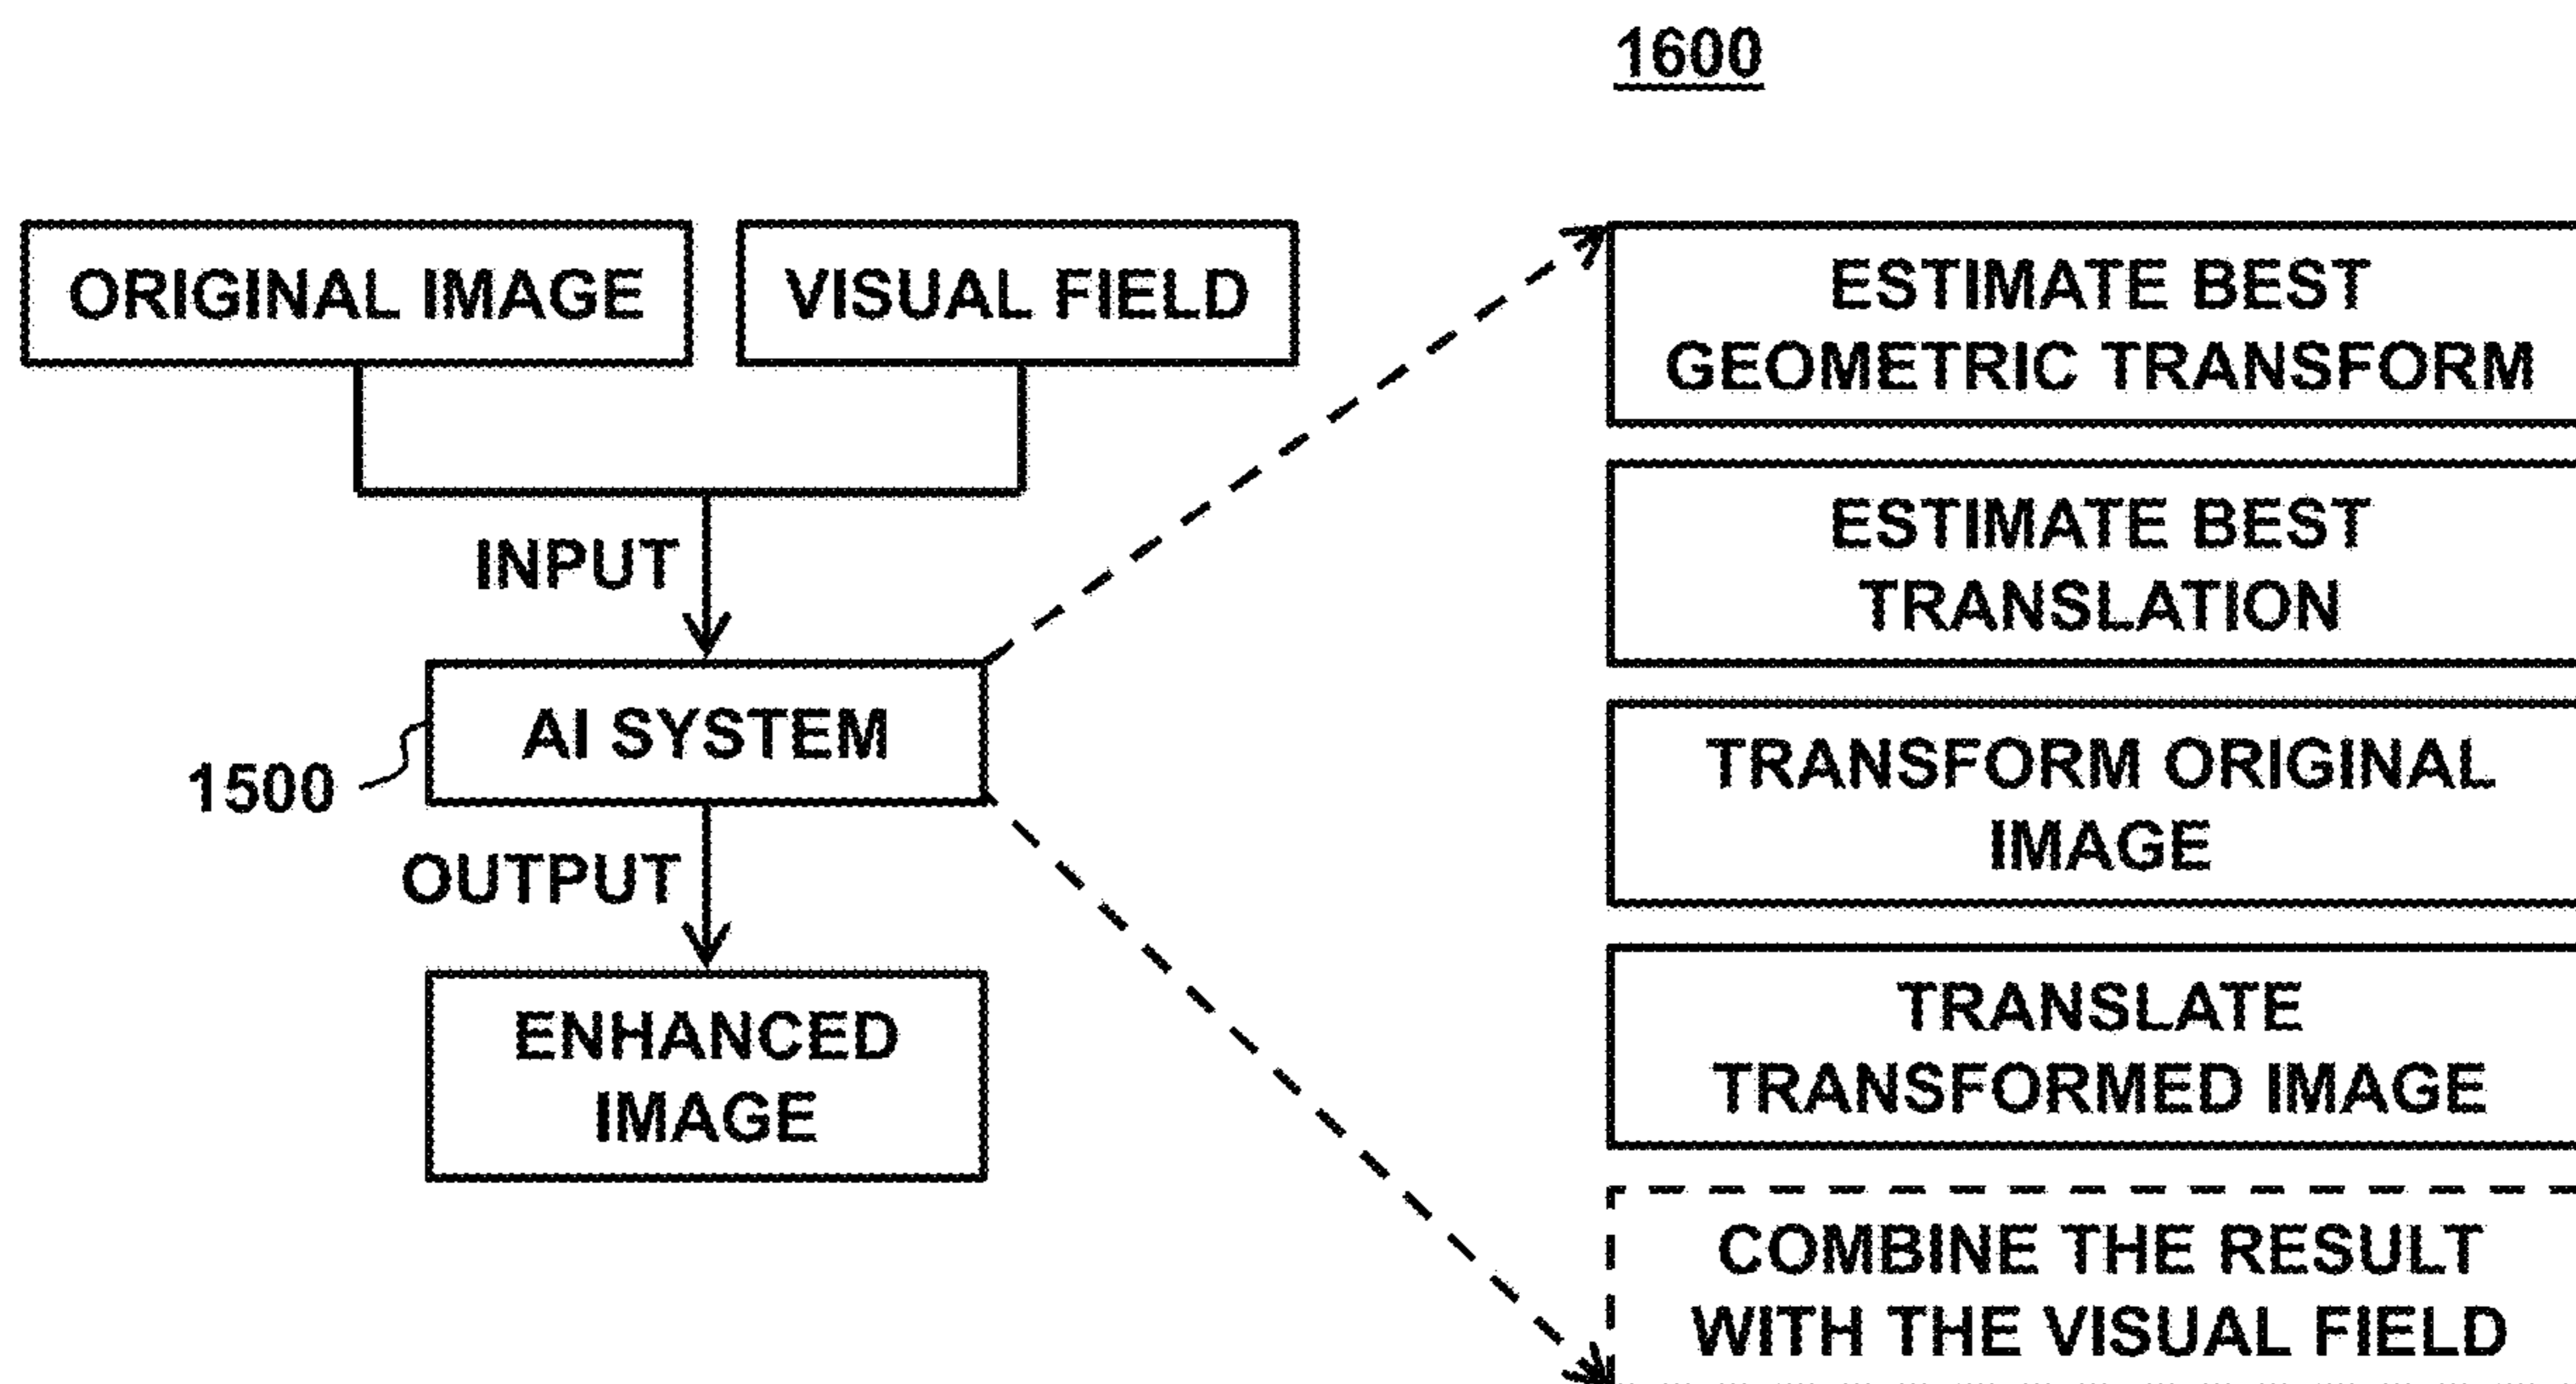 1600
ORIGINAL IMAGE
VISUAL FIELD
INPUT
AI SYSTEM
1500
OUTPUT
ENHANCED
IMAGE
ESTIMATE BEST
GEOMETRIC TRANSFORM
ESTIMATE BEST
TRANSLATION
TRANSFORM ORIGINAL
IMAGE
TRANSLATE
TRANSFORMED IMAGE
COMBINE THE RESULT
WITH THE VISUAL FIELD